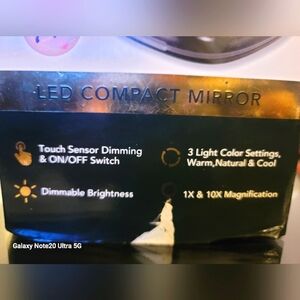 LED COMPACT MIRROR
Touch Sensor Dimming
& ON/OFF Switch
3 Light Color Settings,
Warm,Natural & Cool
Dimmable Brightness
1X & 10X Magnification
Galaxy Note20 Ultra 5G